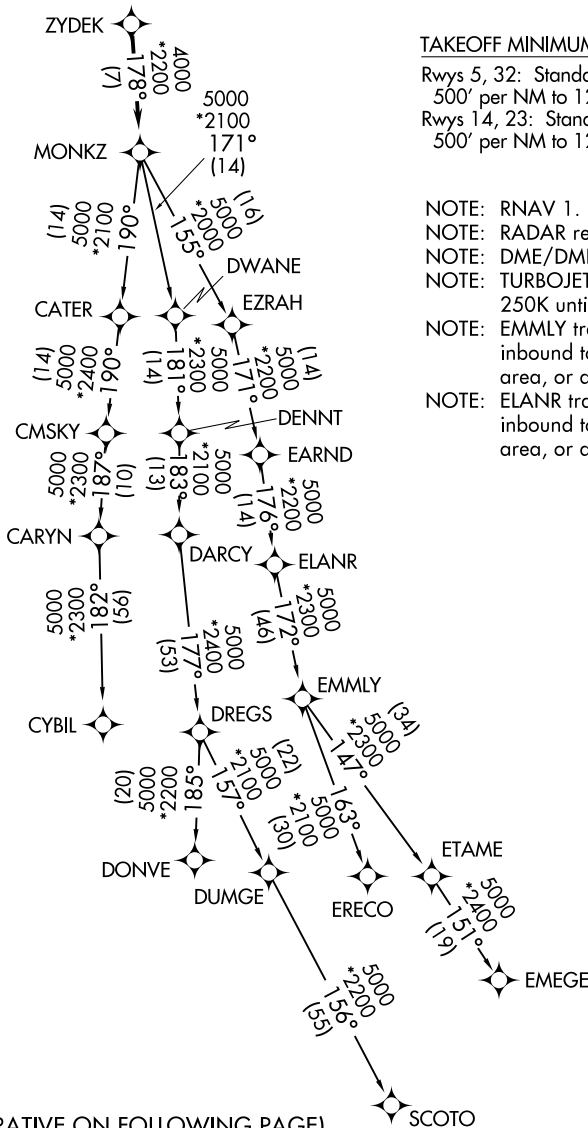 ZYDEK
4000
*2200
178°
(7)
TAKEOFF MINIMUM
Rwys 5, 32: Standa
500' per NM to 12
Rwys 14, 23: Stand
500' per NM to 12
5000
*2100
171°
(14)
MONKZ
(14)
5000
*2100
190°
(16)
5000
*2000
155°
NOTE: RNAV 1.
NOTE: RADAR re
NOTE: DME/DM
NOTE: TURBOJET
250K unti
NOTE: EMMLY tra
inbound to
area, or a
NOTE: ELANR tra
inbound to
area, or a
DWANE
CATER
EZRAH
(14)
5000
*2400
190°
5000
*2300
181°
(14)
(14)
5000
*2200
171°
CMSKY
DENNT
EARND
5000
*2300
187°
(10)
5000
*2100
183°
(13)
5000
*2200
176°
(14)
CARYN
DARCY
ELANR
5000
*2300
182°
(56)
5000
*2400
177°
(53)
5000
*2300
172°
(46)
EMMLY
CYBIL
DREGS
(34)
5000
*2300
147°
(20)
5000
*2200
185°
(22)
5000
*2100
157°
163°
5000
*2100
(30)
DONVE
DUMGE
ERECO
ETAME
5000
*2400
151°
(19)
EMEGE
5000
*2200
156°
(55)
SCOTO
RATIVE ON FOLLOWING PAGE)